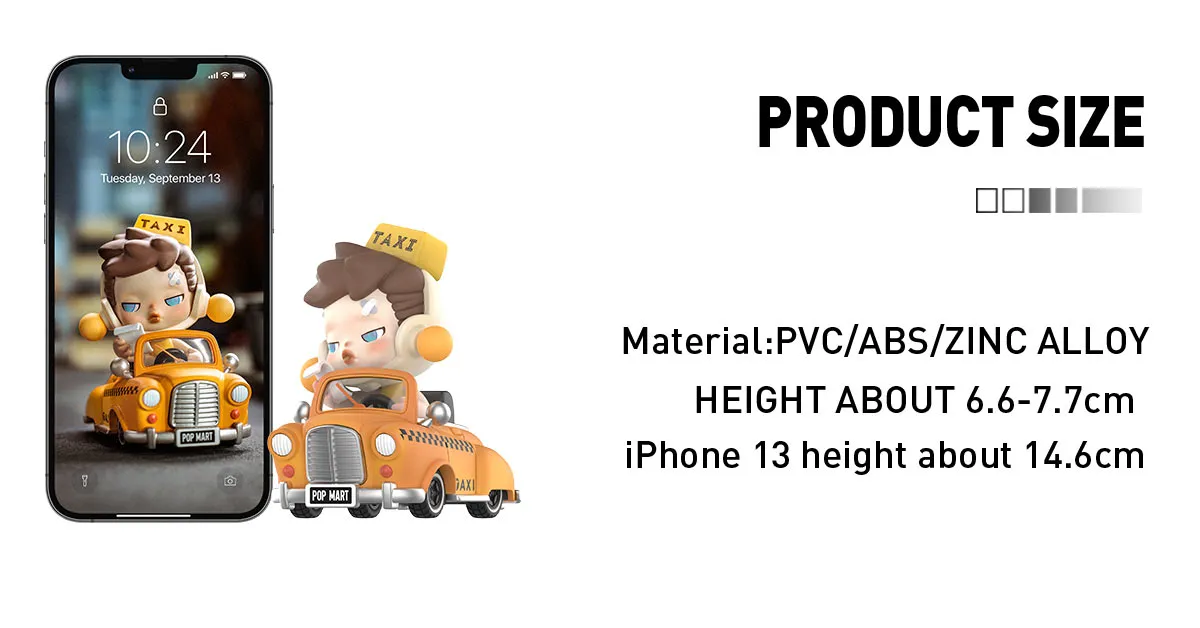 10:24
Tuesday, September 13
TAXI
POP MART
TAXI
TAXI
POP MART
PRODUCT SIZE
Material:PVC/ABS/ZINC ALLOY
HEIGHT ABOUT 6.6-7.7cm
iPhone 13 height about 14.6cm